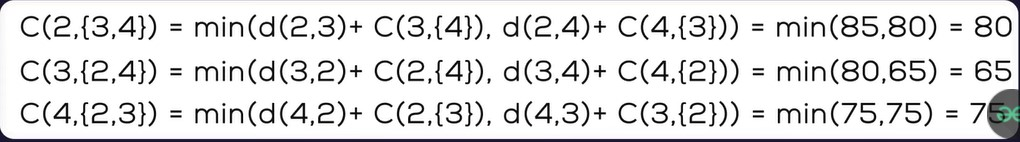 C(2,{3,4}) = min(d(2,3)+ C(3,{4}), d(2,4)+ C(4,{3})) = min(85,80) = 80
C(3,{2,4}) = min(d(3,2)+ C(2,{4}), d(3,4)+ C(4,{2})) = min(80,65) = 65
C(4,{2,3}) = min(d(4,2)+ C(2,{3}), d(4,3)+ C(3,{2})) = min(75,75) = 75